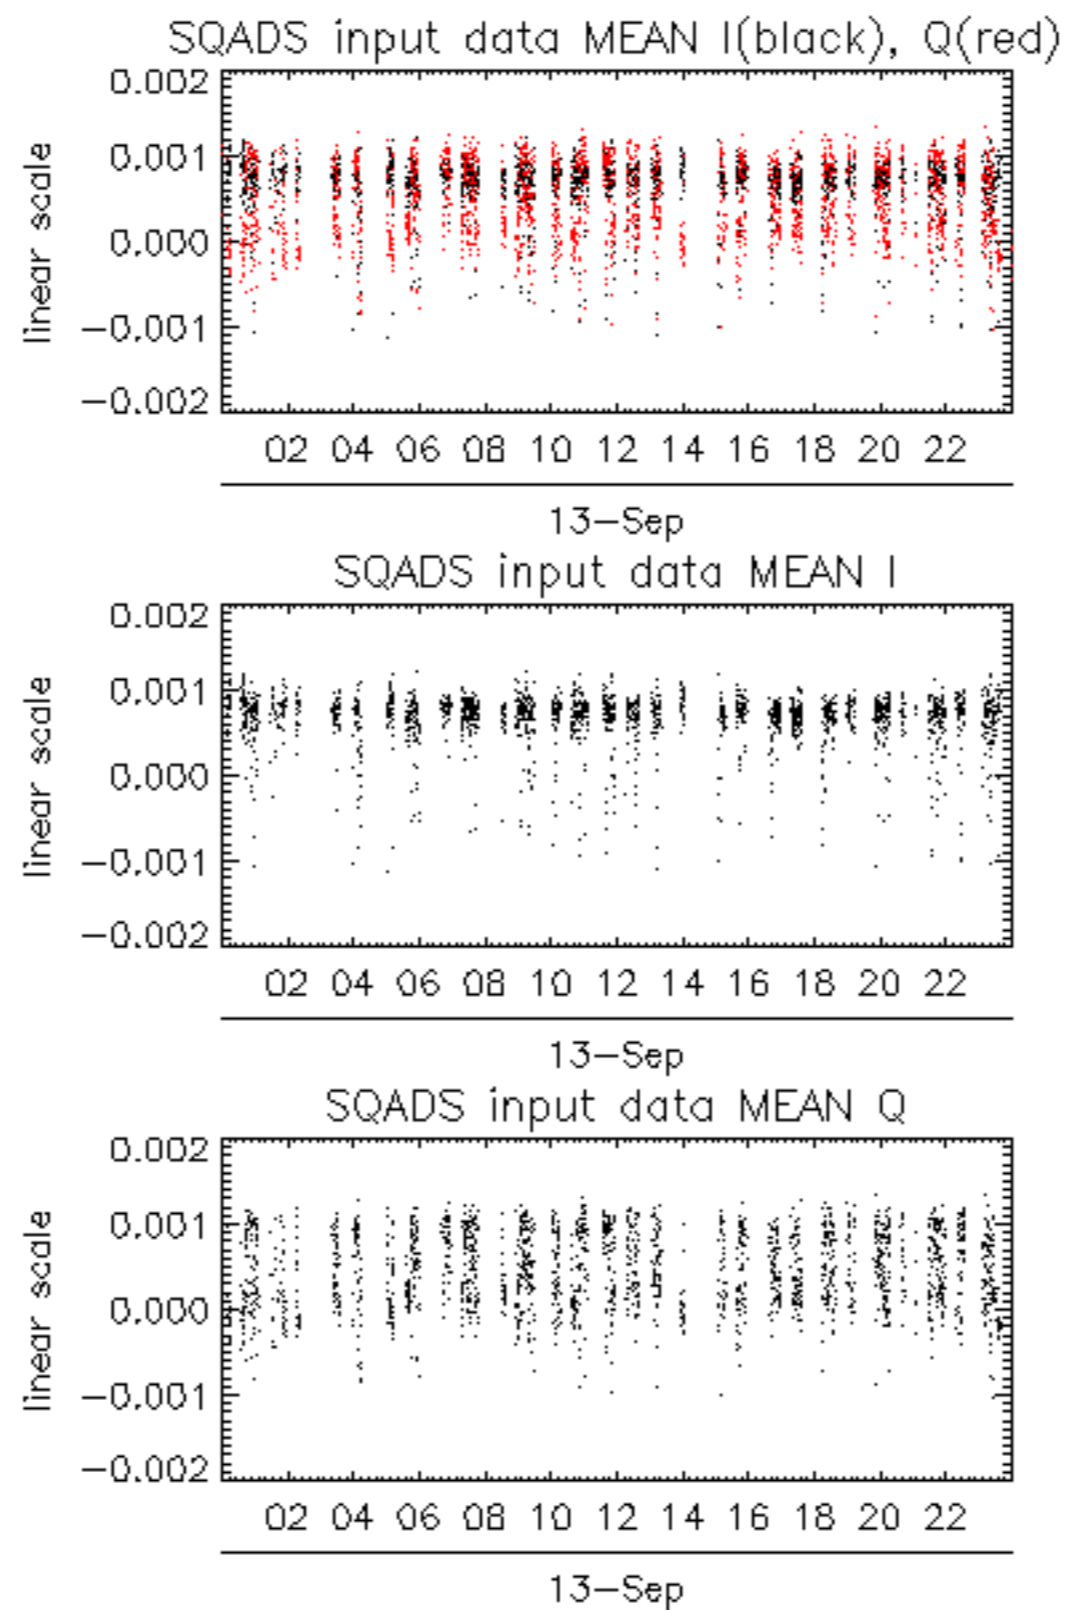 SQADS input data MEAN I(black), Q(red)
0.002
0.001
0.000
−0.001
−0.002
linear scale
02 04 06 08 10 12 14 16 18 20 22
13−Sep
SQADS input data MEAN I
0.002
0.001
0.000
−0.001
−0.002
linear scale
02 04 06 08 10 12 14 16 18 20 22
13−Sep
SQADS input data MEAN Q
0.002
0.001
0.000
−0.001
−0.002
linear scale
02 04 06 08 10 12 14 16 18 20 22
13−Sep